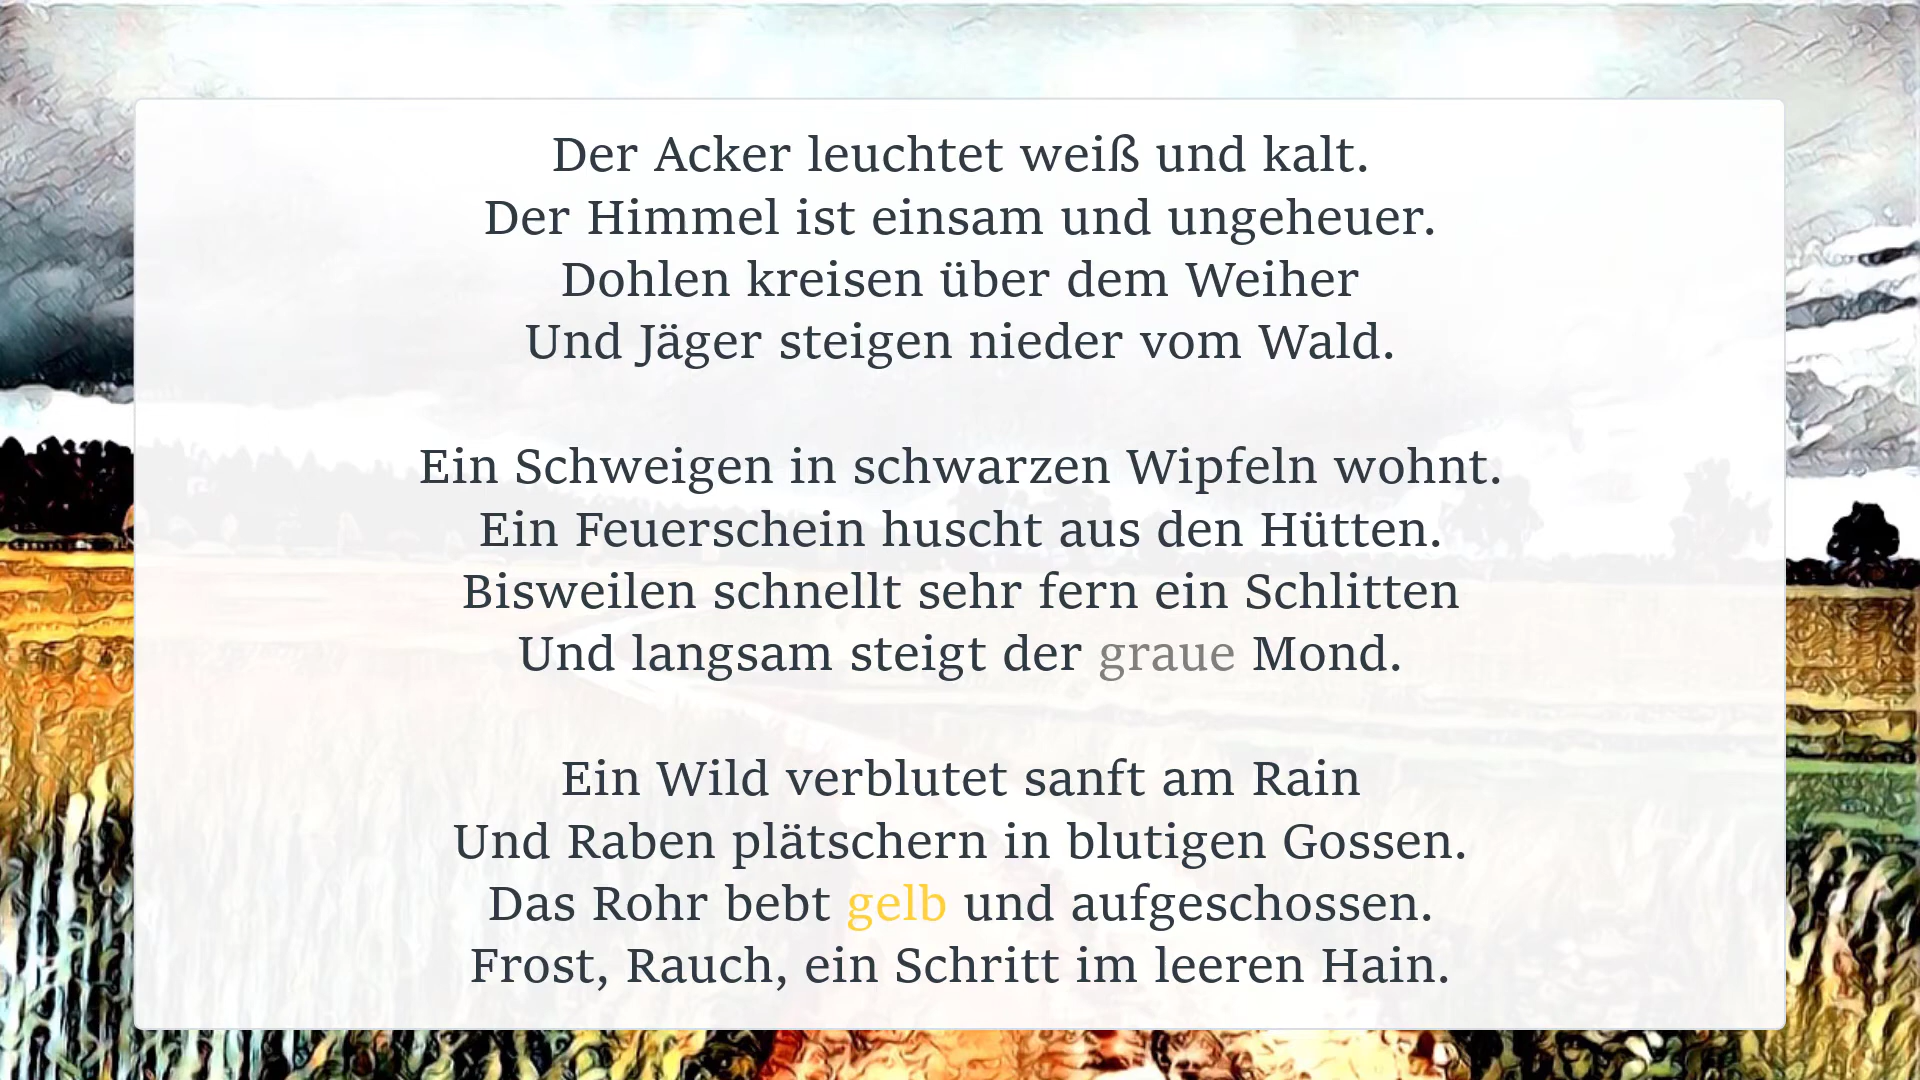 Der Acker leuchtet weiß und kalt.
Der Himmel ist einsam und ungeheuer.
Dohlen kreisen über dem Weiher
Und Jäger steigen nieder vom Wald.
Ein Schweigen in schwarzen Wipfeln wohnt.
Ein Feuerschein huscht aus den Hütten.
Bisweilen schnellt sehr fern ein Schlitten
Und langsam steigt der graue Mond.
Ein Wild verblutet sanft am Rain
Und Raben plätschern in blutigen Gossen.
Das Rohr bebt gelb und aufgeschossen.
Frost, Rauch, ein Schritt im leeren Hain.